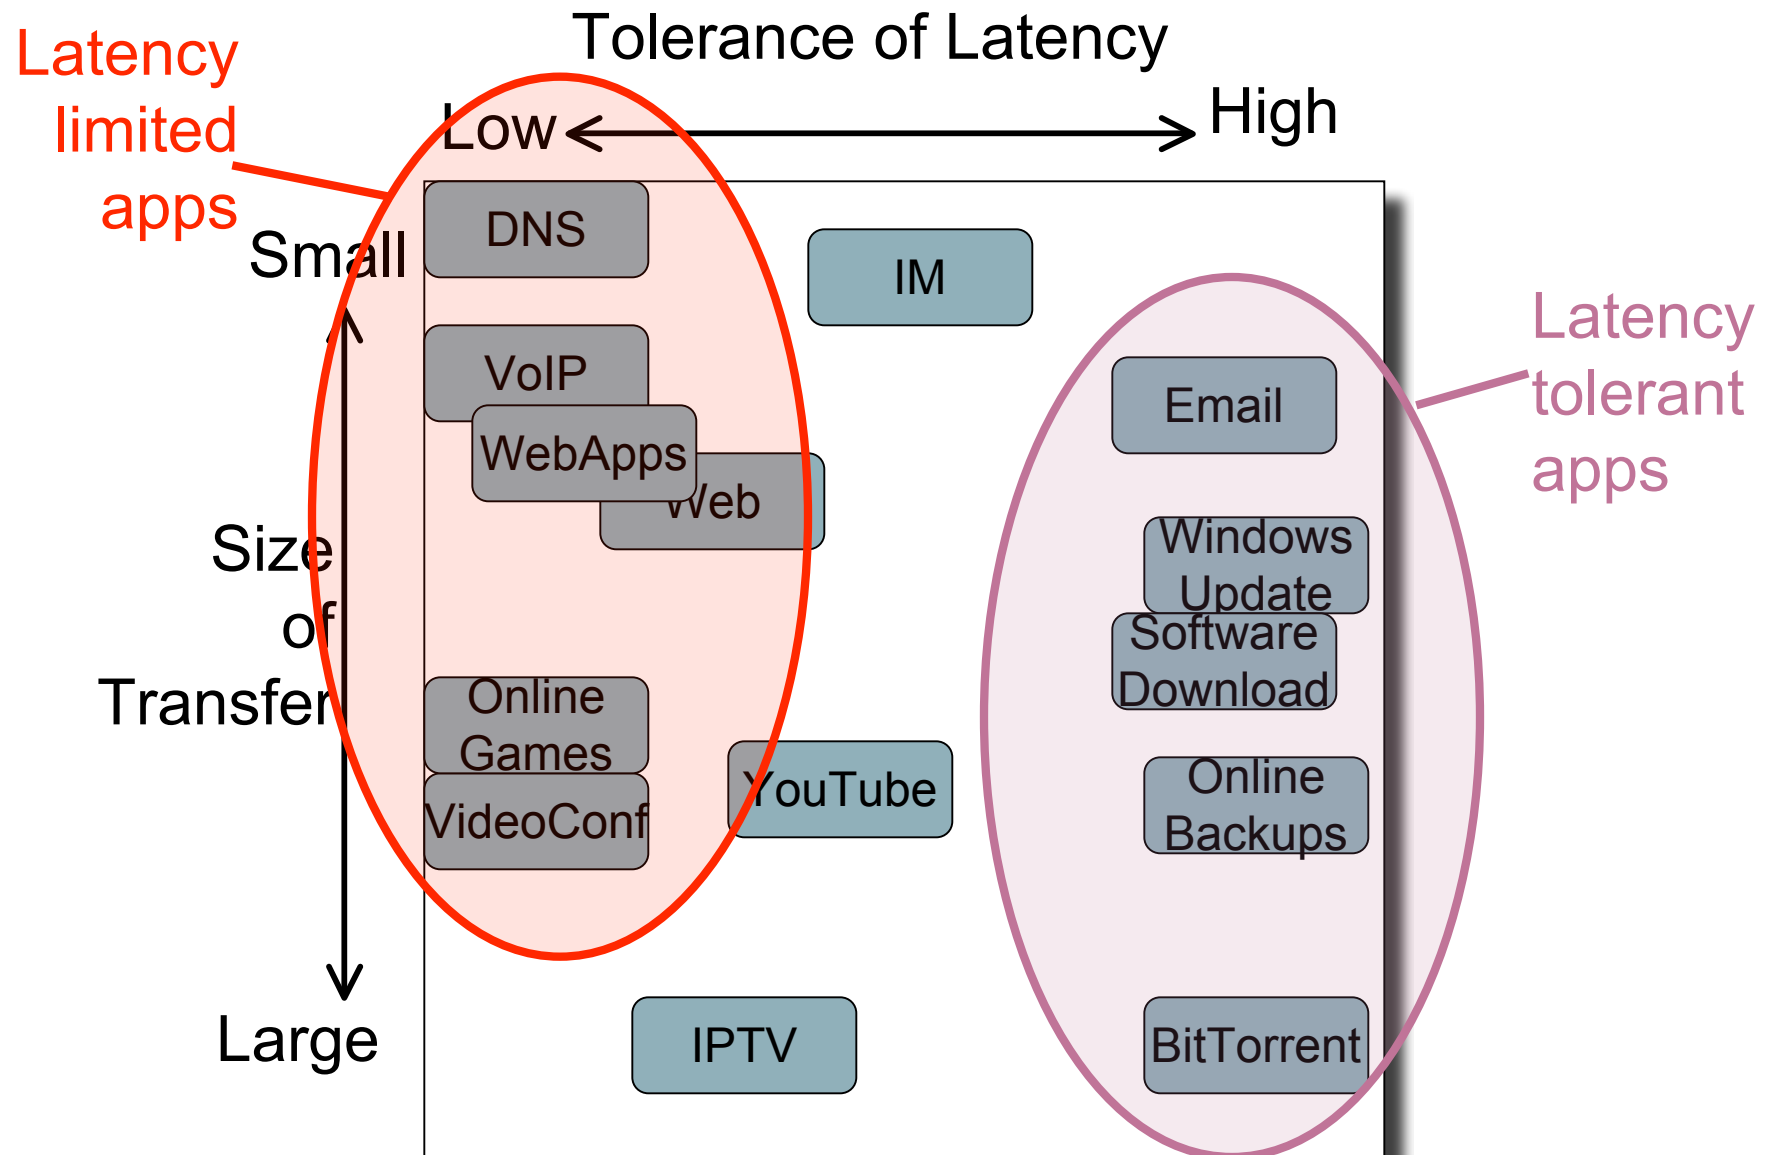 Tolerance of Latency
Latency
limited
apps
Low
High
Small
DNS
IM
VoIP
WebApps
Web
Email
Latency
tolerant
apps
Size
of
Transfer
Windows
Update
Software
Download
Online
Games
VideoConf
YouTube
Online
Backups
Large
IPTV
BitTorrent